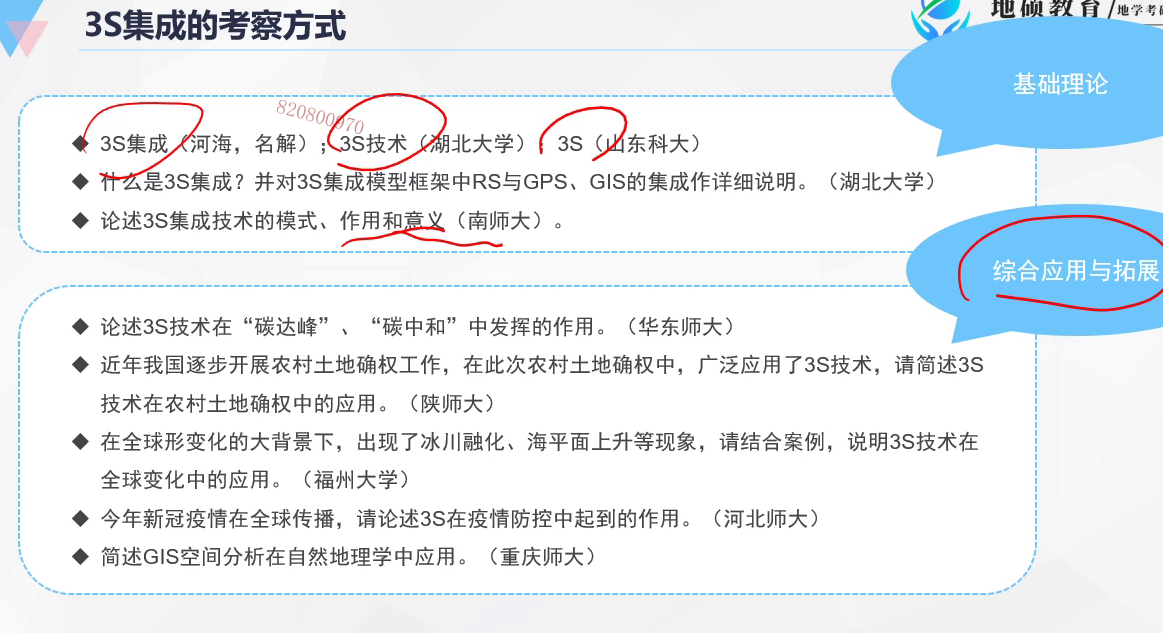 3S集成的考察方式
地硕教育/地学考研
基础理论
820800970
◆ 3S集成（河海，名解）；3S技术（湖北大学）；3S（山东科大）
◆ 什么是3S集成？并对3S集成模型框架中RS与GPS、GIS的集成作详细说明。（湖北大学）
◆ 论述3S集成技术的模式、作用和意义（南师大）。
综合应用与拓展
◆ 论述3S技术在“碳达峰”、“碳中和”中发挥的作用。（华东师大）
◆ 近年我国逐步开展农村土地确权工作，在此次农村土地确权中，广泛应用了3S技术，请简述3S
技术在农村土地确权中的应用。（陕师大）
◆ 在全球形变化的大背景下，出现了冰川融化、海平面上升等现象，请结合案例，说明3S技术在
全球变化中的应用。（福州大学）
◆ 今年新冠疫情在全球传播，请论述3S在疫情防控中起到的作用。（河北师大）
◆ 简述GIS空间分析在自然地理学中应用。（重庆师大）